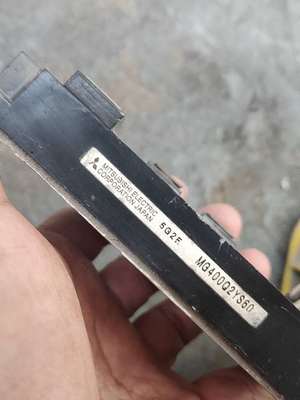 MITSUBISHI ELECTRIC
CORPORATION JAPAN
5G2E
MG400Q2YS60